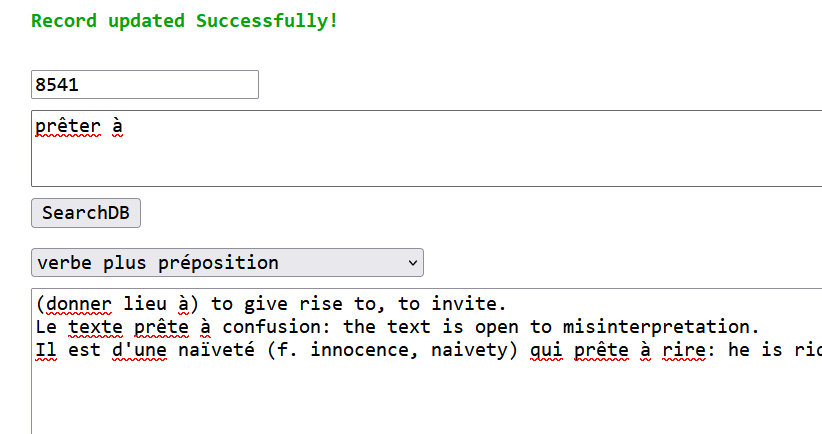 Record updated Successfully!
8541
prêter à
SearchDB
verbe plus préposition
(donner lieu à) to give rise to, to invite.
Le texte prête à confusion: the text is open to misinterpretation.
Il est d'une naïveté (f. innocence, naivety) qui prête à rire: he is